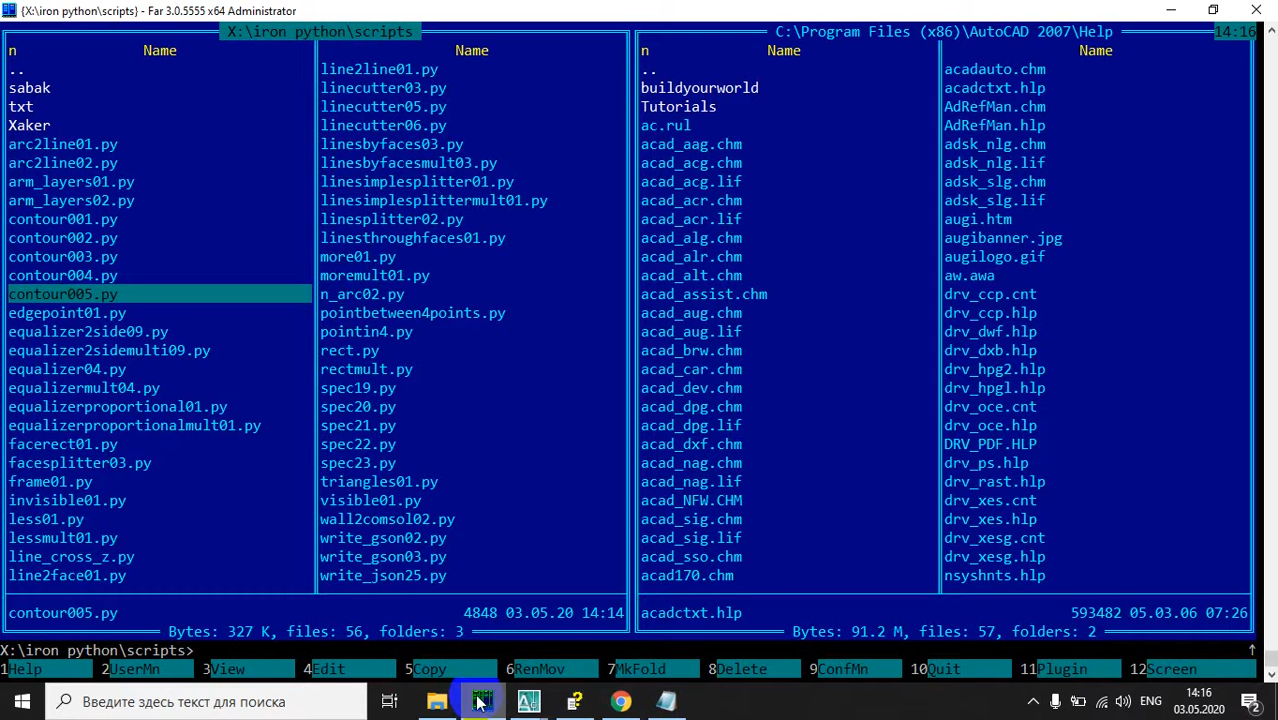 {X:\iron python\scripts} - Far 3.0.5555 x64 Administrator
X:\iron python\scripts
n Name Name
..
sabak
txt
Xaker
arc2line01.py
arc2line02.py
arm_layers01.py
arm_layers02.py
contour001.py
contour002.py
contour003.py
contour004.py
contour005.py
edgepoint01.py
equalizer2side09.py
equalizer2sidemulti09.py
equalizer04.py
equalizermult04.py
equalizerproportional01.py
equalizerproportionalmult01.py
facerect01.py
facesplitter03.py
frame01.py
invisible01.py
less01.py
lessmult01.py
line_cross_z.py
line2face01.py
line2line01.py
linecutter03.py
linecutter05.py
linecutter06.py
linesbyfaces03.py
linesbyfacesmult03.py
linesimplesplitter01.py
linesimplesplittermult01.py
linesplitter02.py
linesthroughfaces01.py
more01.py
moremult01.py
n_arc02.py
pointbetween4points.py
pointin4.py
rect.py
rectmult.py
spec19.py
spec20.py
spec21.py
spec22.py
spec23.py
triangles01.py
visible01.py
wall2comsol02.py
write_gson02.py
write_gson03.py
write_json25.py
contour005.py 4848 03.05.20 14:14
Bytes: 327 K, files: 56, folders: 3
C:\Program Files (x86)\AutoCAD 2007\Help 14:16
n Name Name
..
buildyourworld
Tutorials
ac.rul
acad_aag.chm
acad_acg.chm
acad_acg.lif
acad_acr.chm
acad_acr.lif
acad_alg.chm
acad_alr.chm
acad_alt.chm
acad_assist.chm
acad_aug.chm
acad_aug.lif
acad_brw.chm
acad_car.chm
acad_dev.chm
acad_dpg.chm
acad_dpg.lif
acad_dxf.chm
acad_nag.chm
acad_nag.lif
acad_NFW.CHM
acad_sig.chm
acad_sig.lif
acad_sso.chm
acad170.chm
acadauto.chm
acadctxt.hlp
AdRefMan.chm
AdRefMan.hlp
adsk_nlg.chm
adsk_nlg.lif
adsk_slg.chm
adsk_slg.lif
augi.htm
augibanner.jpg
augilogo.gif
aw.awa
drv_ccp.cnt
drv_ccp.hlp
drv_dwf.hlp
drv_dxb.hlp
drv_hpg2.hlp
drv_hpgl.hlp
drv_oce.cnt
drv_oce.hlp
DRV_PDF.HLP
drv_ps.hlp
drv_rast.hlp
drv_xes.cnt
drv_xes.hlp
drv_xesg.cnt
drv_xesg.hlp
nsyshnts.hlp
acadctxt.hlp 593482 05.03.06 07:26
Bytes: 91.2 M, files: 57, folders: 2
X:\iron python\scripts>
1Help 2UserMn 3View 4Edit 5Copy 6RenMov 7MkFold 8Delete 9ConfMn 10Quit 11Plugin 12Screen
Введите здесь текст для поиска
ENG
14:16
03.05.2020
2